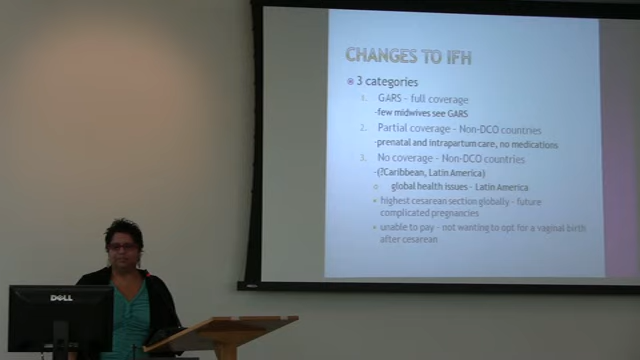 CHANGES TO IFH
3 categories
1. GARS - full coverage
-few midwives see GARS
2. Partial coverage - Non-DCO countries
-prenatal and intrapartum care, no medications
3. No coverage - Non-DCO countries
-(?Caribbean, Latin America)
global health issues - Latin America
highest cesarean section globally - future
complicated pregnancies
unable to pay - not wanting to opt for a vaginal birth
after cesarean
DELL